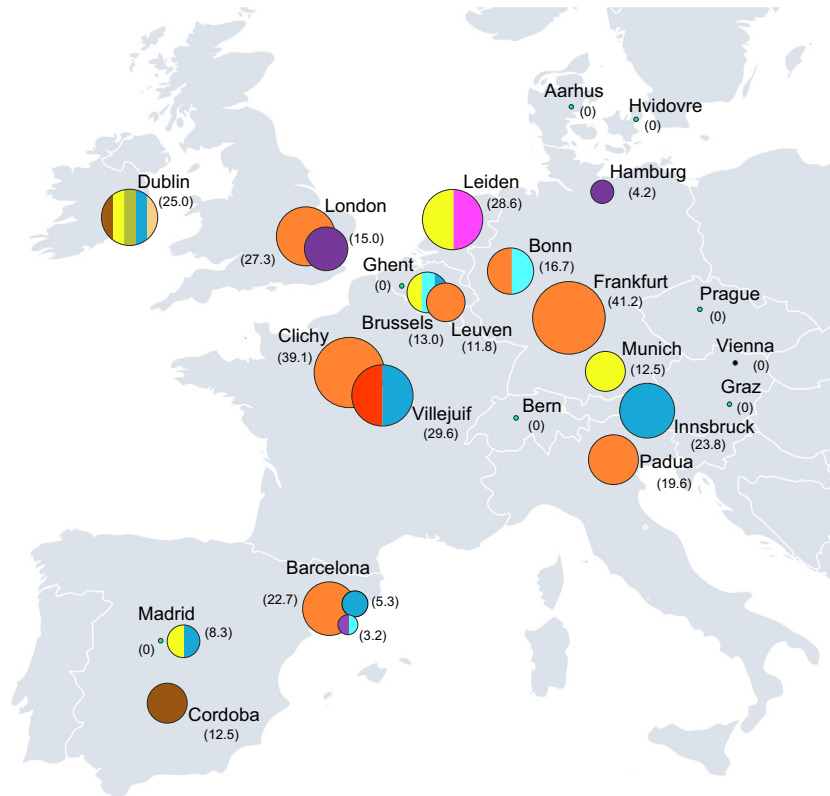 Aarhus
(0)
Hvidovre
(0)
Hamburg
(4.2)
Dublin
(25.0)
London
(15.0)
(27.3)
Leiden
(28.6)
Bonn
(16.7)
Ghent
(0)
Frankfurt
(41.2)
Prague
(0)
Brussels
(13.0)
Leuven
(11.8)
Clichy
(39.1)
Munich
(12.5)
Vienna
(0)
Graz
(0)
Villejuif
(29.6)
Bern
(0)
Innsbruck
(23.8)
Padua
(19.6)
Barcelona
(22.7)
(5.3)
(3.2)
Madrid
(0)
(8.3)
Cordoba
(12.5)